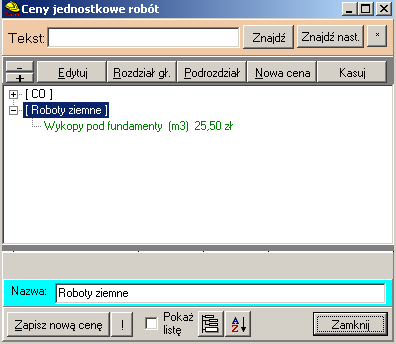 Ceny jednostkowe robót
Tekst: Znajdź Znajdź nast. *
- + Edytuj Rozdział gł. Podrozdział Nowa cena Kasuj
[ CO ]
[ Roboty ziemne ]
Wykopy pod fundamenty (m3) 25,50 zł
Nazwa: Roboty ziemne
Zapisz nową cenę ! Pokaż listę A Z Zamknij